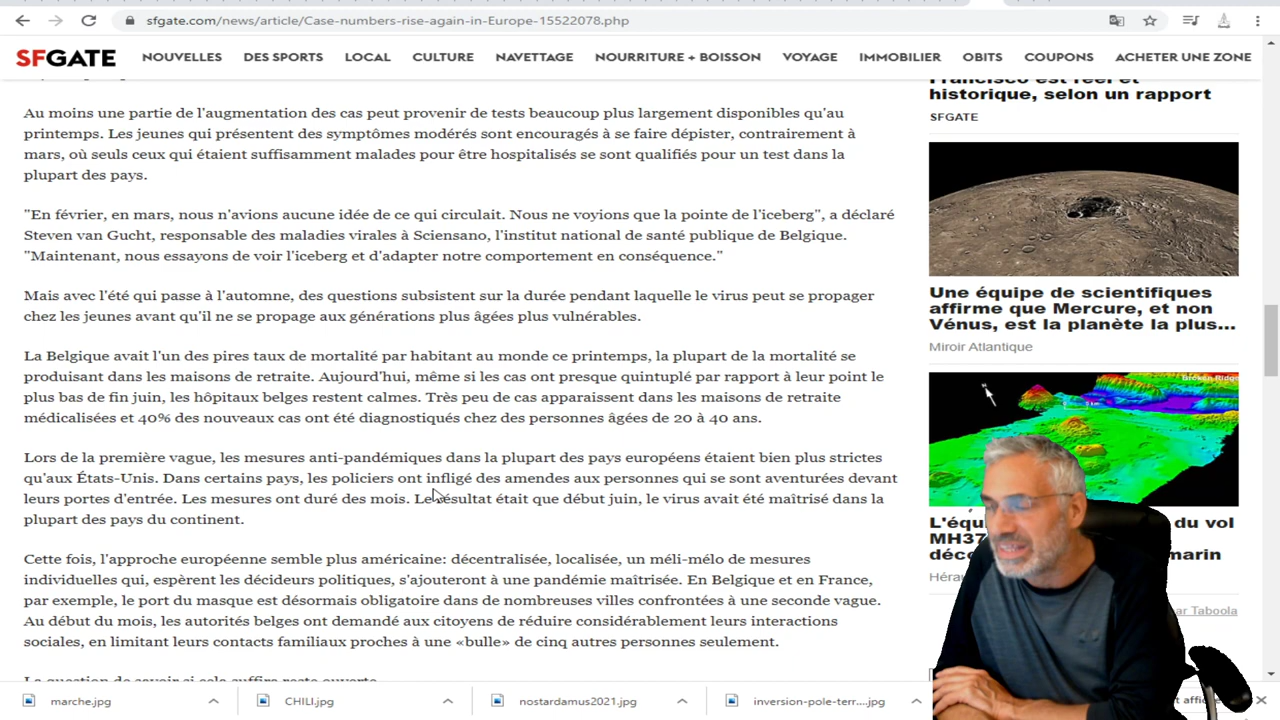 sfgate.com/news/article/Case-numbers-rise-again-in-Europe-15522078.php
SFGATE NOUVELLES DES SPORTS LOCAL CULTURE NAVETTAGE NOURRITURE + BOISSON VOYAGE IMMOBILIER OBITS COUPONS ACHETER UNE ZONE
Au moins une partie de l'augmentation des cas peut provenir de tests beaucoup plus largement disponibles qu'au
printemps. Les jeunes qui présentent des symptômes modérés sont encouragés à se faire dépister, contrairement à
mars, où seuls ceux qui étaient suffisamment malades pour être hospitalisés se sont qualifiés pour un test dans la
plupart des pays.
"En février, en mars, nous n'avions aucune idée de ce qui circulait. Nous ne voyions que la pointe de l'iceberg", a déclaré
Steven van Gucht, responsable des maladies virales à Sciensano, l'institut national de santé publique de Belgique.
"Maintenant, nous essayons de voir l'iceberg et d'adapter notre comportement en conséquence."
Mais avec l'été qui passe à l'automne, des questions subsistent sur la durée pendant laquelle le virus peut se propager
chez les jeunes avant qu'il ne se propage aux générations plus âgées plus vulnérables.
La Belgique avait l'un des pires taux de mortalité par habitant au monde ce printemps, la plupart de la mortalité se
produisant dans les maisons de retraite. Aujourd'hui, même si les cas ont presque quintuplé par rapport à leur point le
plus bas de fin juin, les hôpitaux belges restent calmes. Très peu de cas apparaissent dans les maisons de retraite
médicalisées et 40% des nouveaux cas ont été diagnostiqués chez des personnes âgées de 20 à 40 ans.
Lors de la première vague, les mesures anti-pandémiques dans la plupart des pays européens étaient bien plus strictes
qu'aux États-Unis. Dans certains pays, les policiers ont infligé des amendes aux personnes qui se sont aventurées devant
leurs portes d'entrée. Les mesures ont duré des mois. Le résultat était que début juin, le virus avait été maîtrisé dans la
plupart des pays du continent.
Cette fois, l'approche européenne semble plus américaine: décentralisée, localisée, un méli-mélo de mesures
individuelles qui, espèrent les décideurs politiques, s'ajouteront à une pandémie maîtrisée. En Belgique et en France,
par exemple, le port du masque est désormais obligatoire dans de nombreuses villes confrontées à une seconde vague.
Au début du mois, les autorités belges ont demandé aux citoyens de réduire considérablement leurs interactions
sociales, en limitant leurs contacts familiaux proches à une «bulle» de cinq autres personnes seulement.
La question de savoir si cela suffira reste ouverte
Francisco est réel et
historique, selon un rapport
SFGATE
Une équipe de scientifiques
affirme que Mercure, et non
Vénus, est la planète la plus...
Miroir Atlantique
Broken Ridge
L'équ du vol
MH37
déco marin
Héra
par Taboola
marche.jpg CHILI.jpg nostardamus2021.jpg inversion-pole-terr....jpg